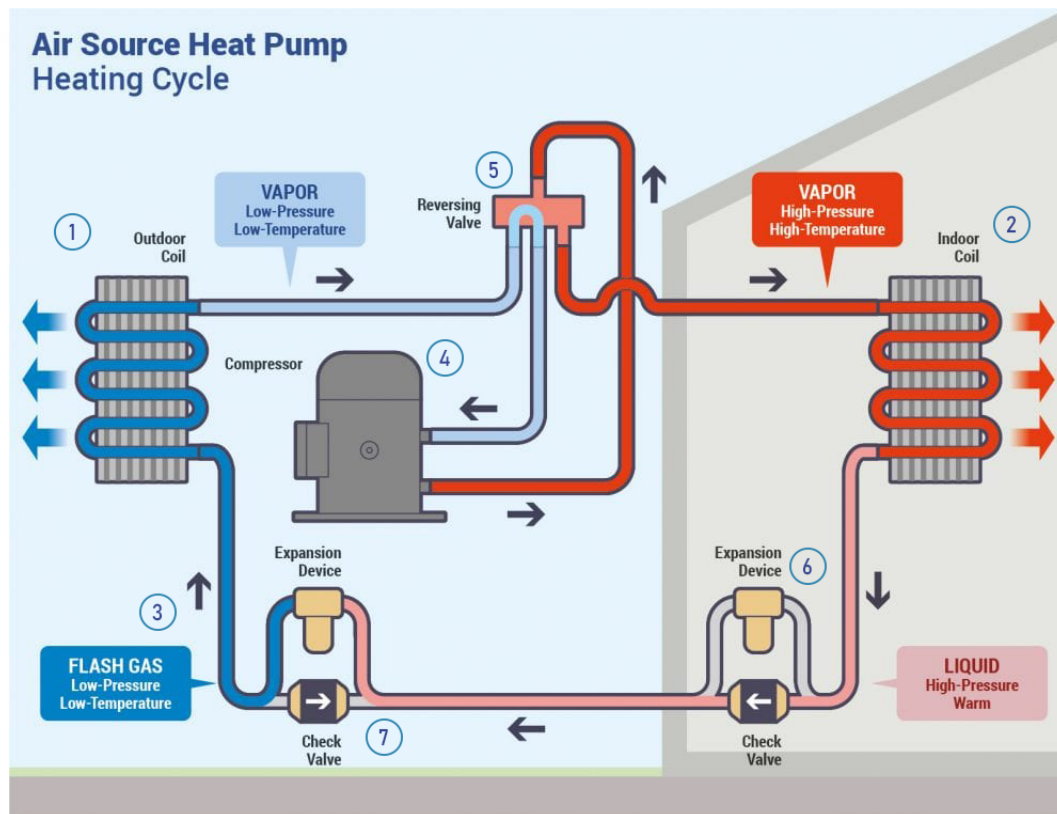 Air Source Heat Pump
Heating Cycle
5
VAPOR
Low-Pressure
Low-Temperature
Reversing
Valve
VAPOR
High-Pressure
High-Temperature
1
Outdoor
Coil
2
Indoor
Coil
Compressor
4
Expansion
Device
Expansion
Device
6
3
FLASH GAS
Low-Pressure
Low-Temperature
LIQUID
High-Pressure
Warm
Check
Valve
7
Check
Valve